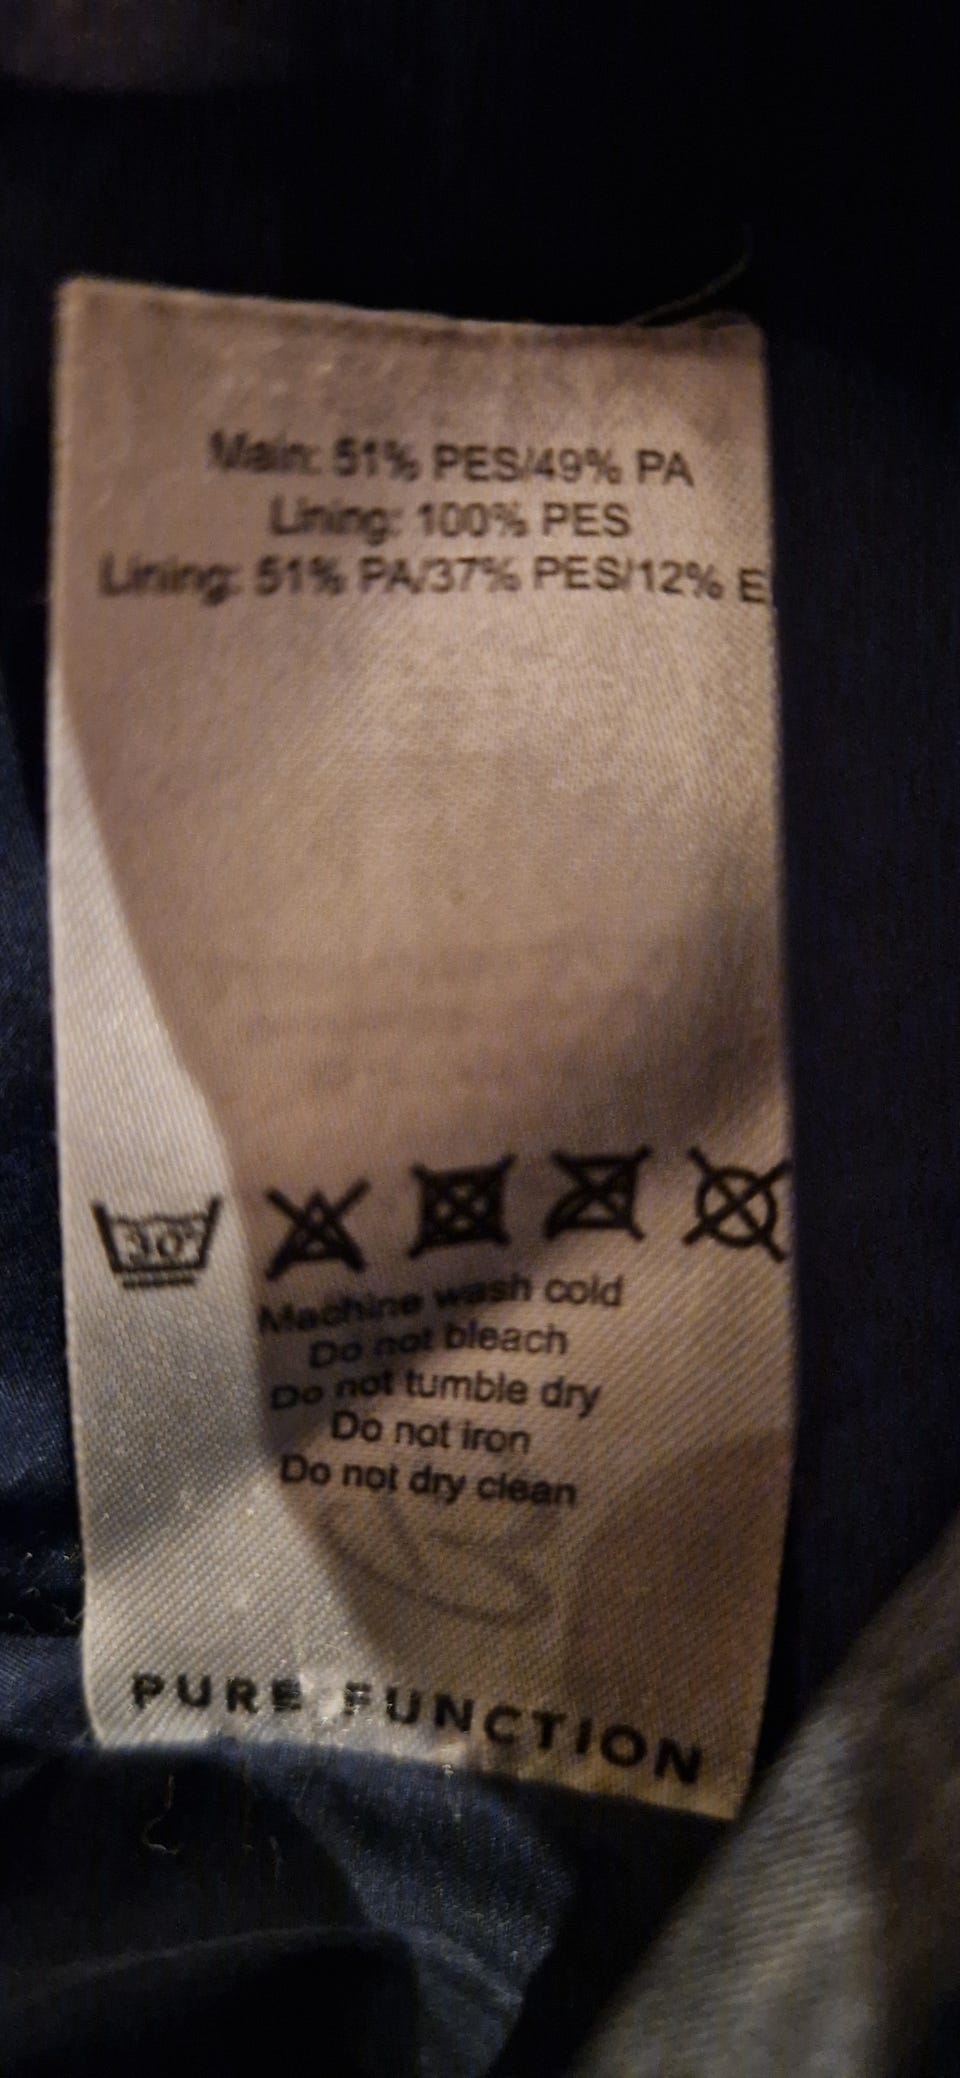 Main: 51% PES/49% PA
Lining: 100% PES
Lining: 51% PA/37% PES/12% E
30°
Machine wash cold
Do not bleach
Do not tumble dry
Do not iron
Do not dry clean
PURE FUNCTION